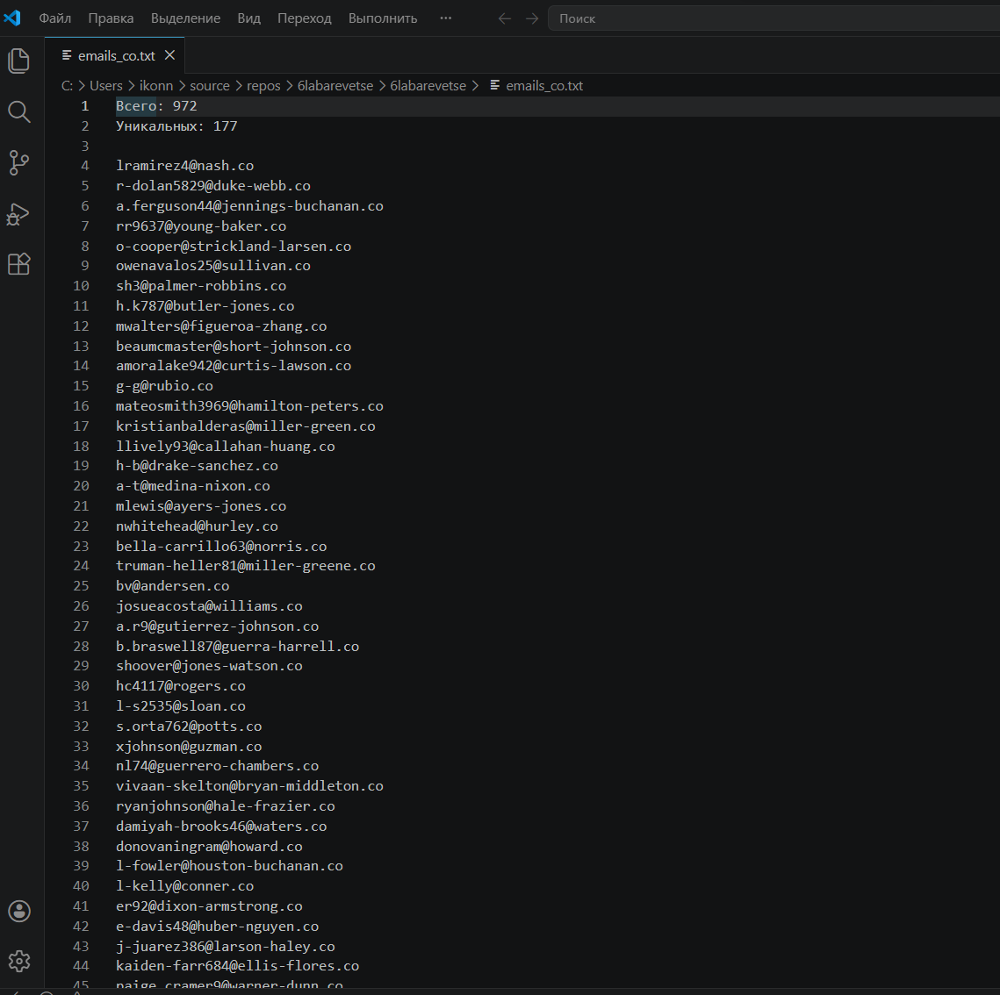 Файл Правка Выделение Вид Переход Выполнить ··· Поиск
emails_co.txt
C: > Users > ikonn > source > repos > 6labarevetse > 6labarevetse > emails_co.txt
1 Всего: 972
2 Уникальных: 177
3
4 lramirez4@nash.co
5 r-dolan5829@duke-webb.co
6 a.ferguson44@jennings-buchanan.co
7 rr9637@young-baker.co
8 o-cooper@strickland-larsen.co
9 owenavalos25@sullivan.co
10 sh3@palmer-robbins.co
11 h.k787@butler-jones.co
12 mwalters@figueroa-zhang.co
13 beaumcmaster@short-johnson.co
14 amoralake942@curtis-lawson.co
15 g-g@rubio.co
16 mateosmith3969@hamilton-peters.co
17 kristianbalderas@miller-green.co
18 llively93@callahan-huang.co
19 h-b@drake-sanchez.co
20 a-t@medina-nixon.co
21 mlewis@ayers-jones.co
22 nwhitehead@hurley.co
23 bella-carrillo63@norris.co
24 truman-heller81@miller-greene.co
25 bv@andersen.co
26 josueacosta@williams.co
27 a.r9@gutierrez-johnson.co
28 b.braswell87@guerra-harrell.co
29 shoover@jones-watson.co
30 hc4117@rogers.co
31 l-s2535@sloan.co
32 s.orta762@potts.co
33 xjohnson@guzman.co
34 nl74@guerrero-chambers.co
35 vivaan-skelton@bryan-middleton.co
36 ryanjohnson@hale-frazier.co
37 damiyah-brooks46@waters.co
38 donovaningram@howard.co
39 l-fowler@houston-buchanan.co
40 l-kelly@conner.co
41 er92@dixon-armstrong.co
42 e-davis48@huber-nguyen.co
43 j-juarez386@larson-haley.co
44 kaiden-farr684@ellis-flores.co
45 paige.cramer9@warner-dunn.co